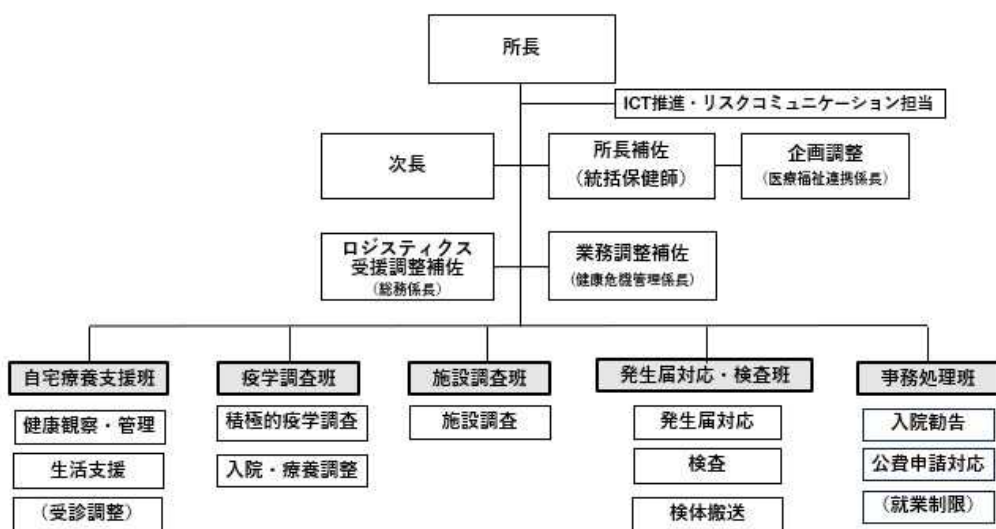 所長
ICT推進・リスクコミュニケーション担当
次長
所長補佐
(統括保健師)
企画調整
(医療福祉連携係長)
ロジスティクス
受援調整補佐
(総務係長)
業務調整補佐
(健康危機管理係長)
自宅療養支援班
疫学調査班
施設調査班
発生届対応・検査班
事務処理班
健康観察・管理
積極的疫学調査
施設調査
発生届対応
入院勧告
生活支援
入院・療養調整
検査
公費申請対応
(受診調整)
検体搬送
(就業制限)